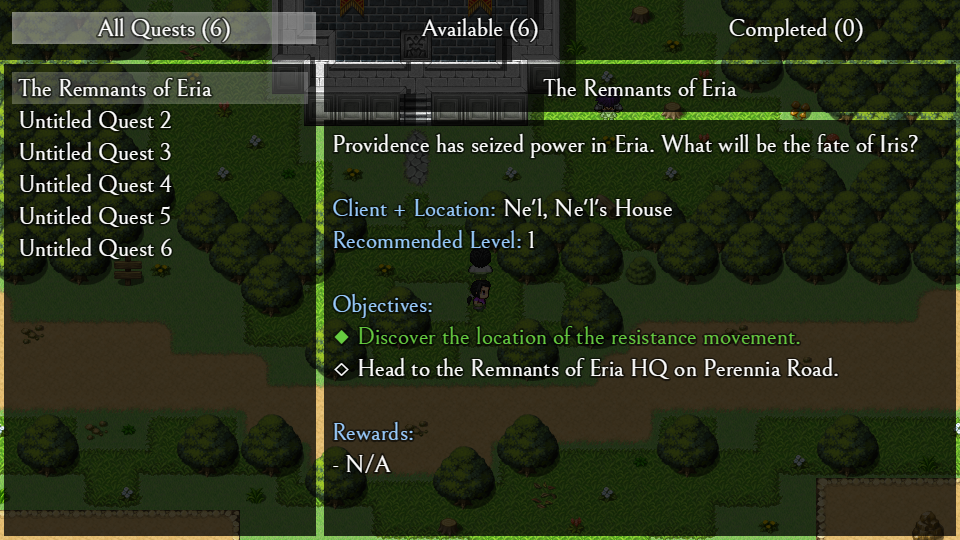 All Quests (6)
Available (6)
Completed (0)
The Remnants of Eria
Untitled Quest 2
Untitled Quest 3
Untitled Quest 4
Untitled Quest 5
Untitled Quest 6
The Remnants of Eria
Providence has seized power in Eria. What will be the fate of Iris?
Client + Location: Ne'l, Ne'l's House
Recommended Level: 1
Objectives:
◆ Discover the location of the resistance movement.
◇ Head to the Remnants of Eria HQ on Perennia Road.
Rewards:
- N/A